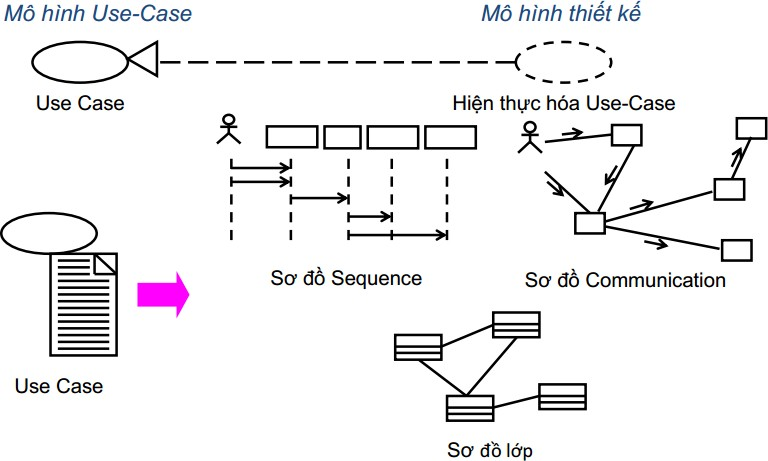 Mô hình Use-Case
Mô hình thiết kế
Use Case
Hiện thực hóa Use-Case
Sơ đồ Sequence
Sơ đồ Communication
Use Case
Sơ đồ lớp